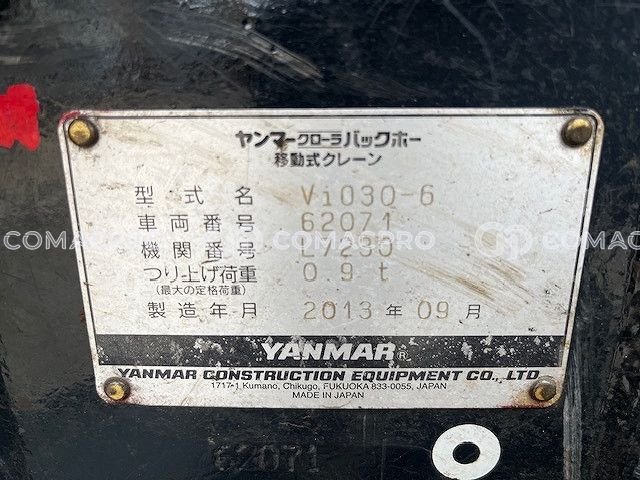 ヤンマークローラバックホー
移動式クレーン
型式名 ViO30-6
車両番号 62071
機関番号
つり上げ荷重 0.9 t
(最大の定格荷重)
製造年月 2013年09月
YANMAR®
YANMAR CONSTRUCTION EQUIPMENT CO., LTD
1717-1 Kumano, Chikugo, FUKUOKA 833-0055, JAPAN
MADE IN JAPAN
62071
COMACPRO COMACPRO COMACPRO